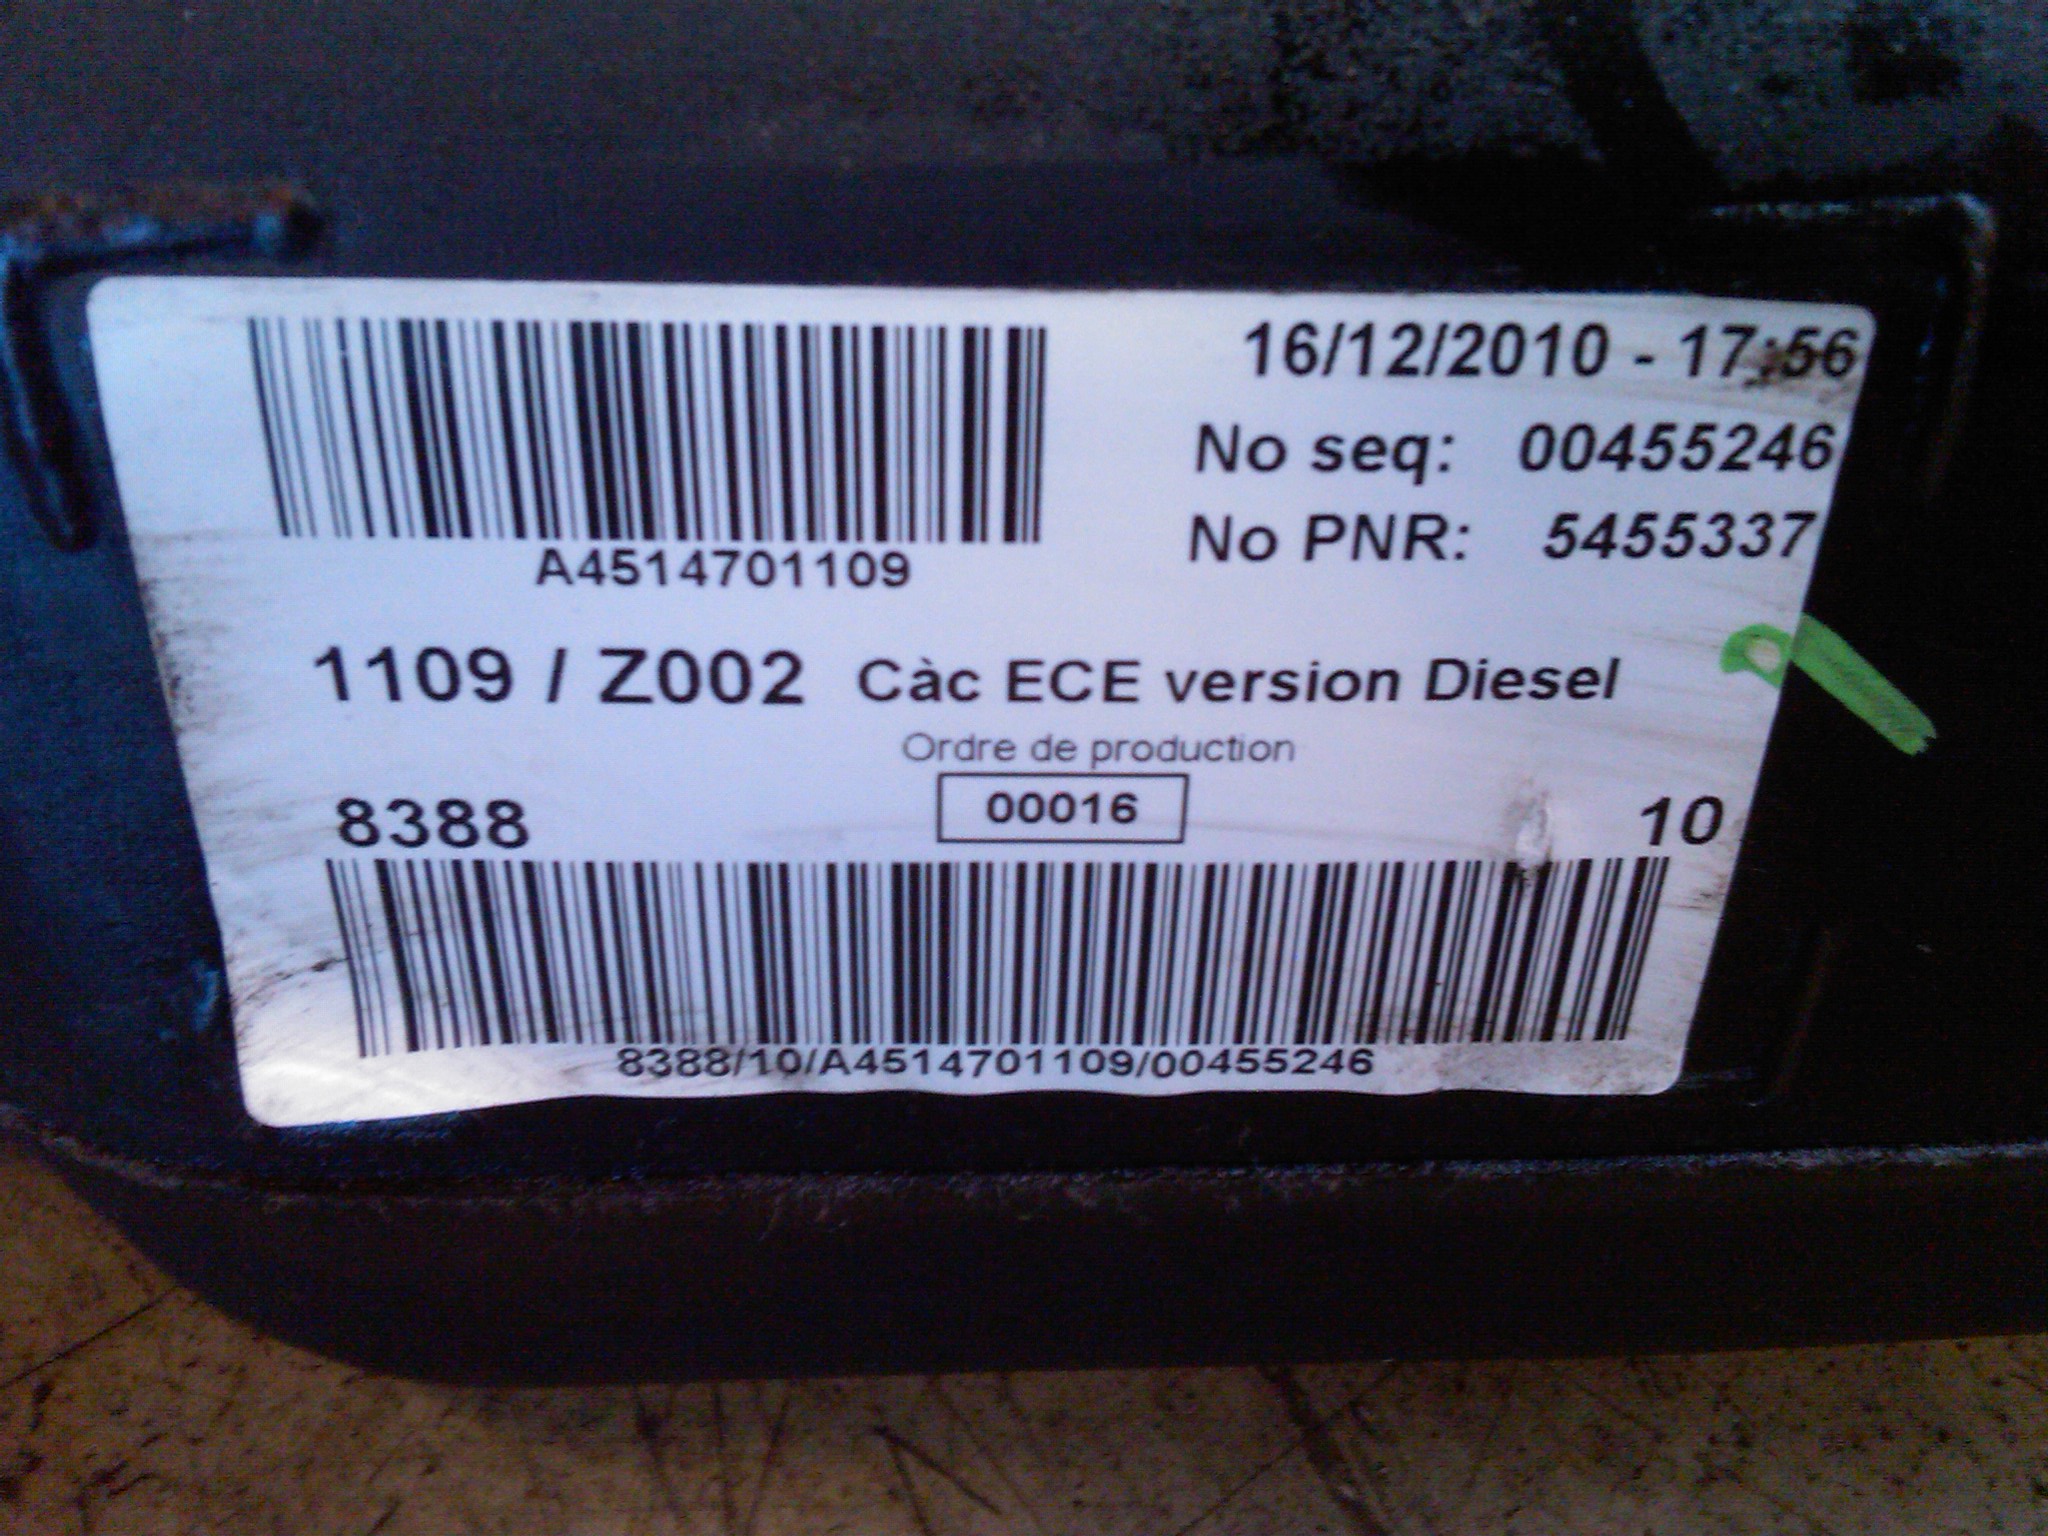 16/12/2010 - 17:56
No seq: 00455246
No PNR: 5455337
A4514701109
1109 / Z002 Càc ECE version Diesel
Ordre de production
8388 00016 10
8388/10/A4514701109/00455246